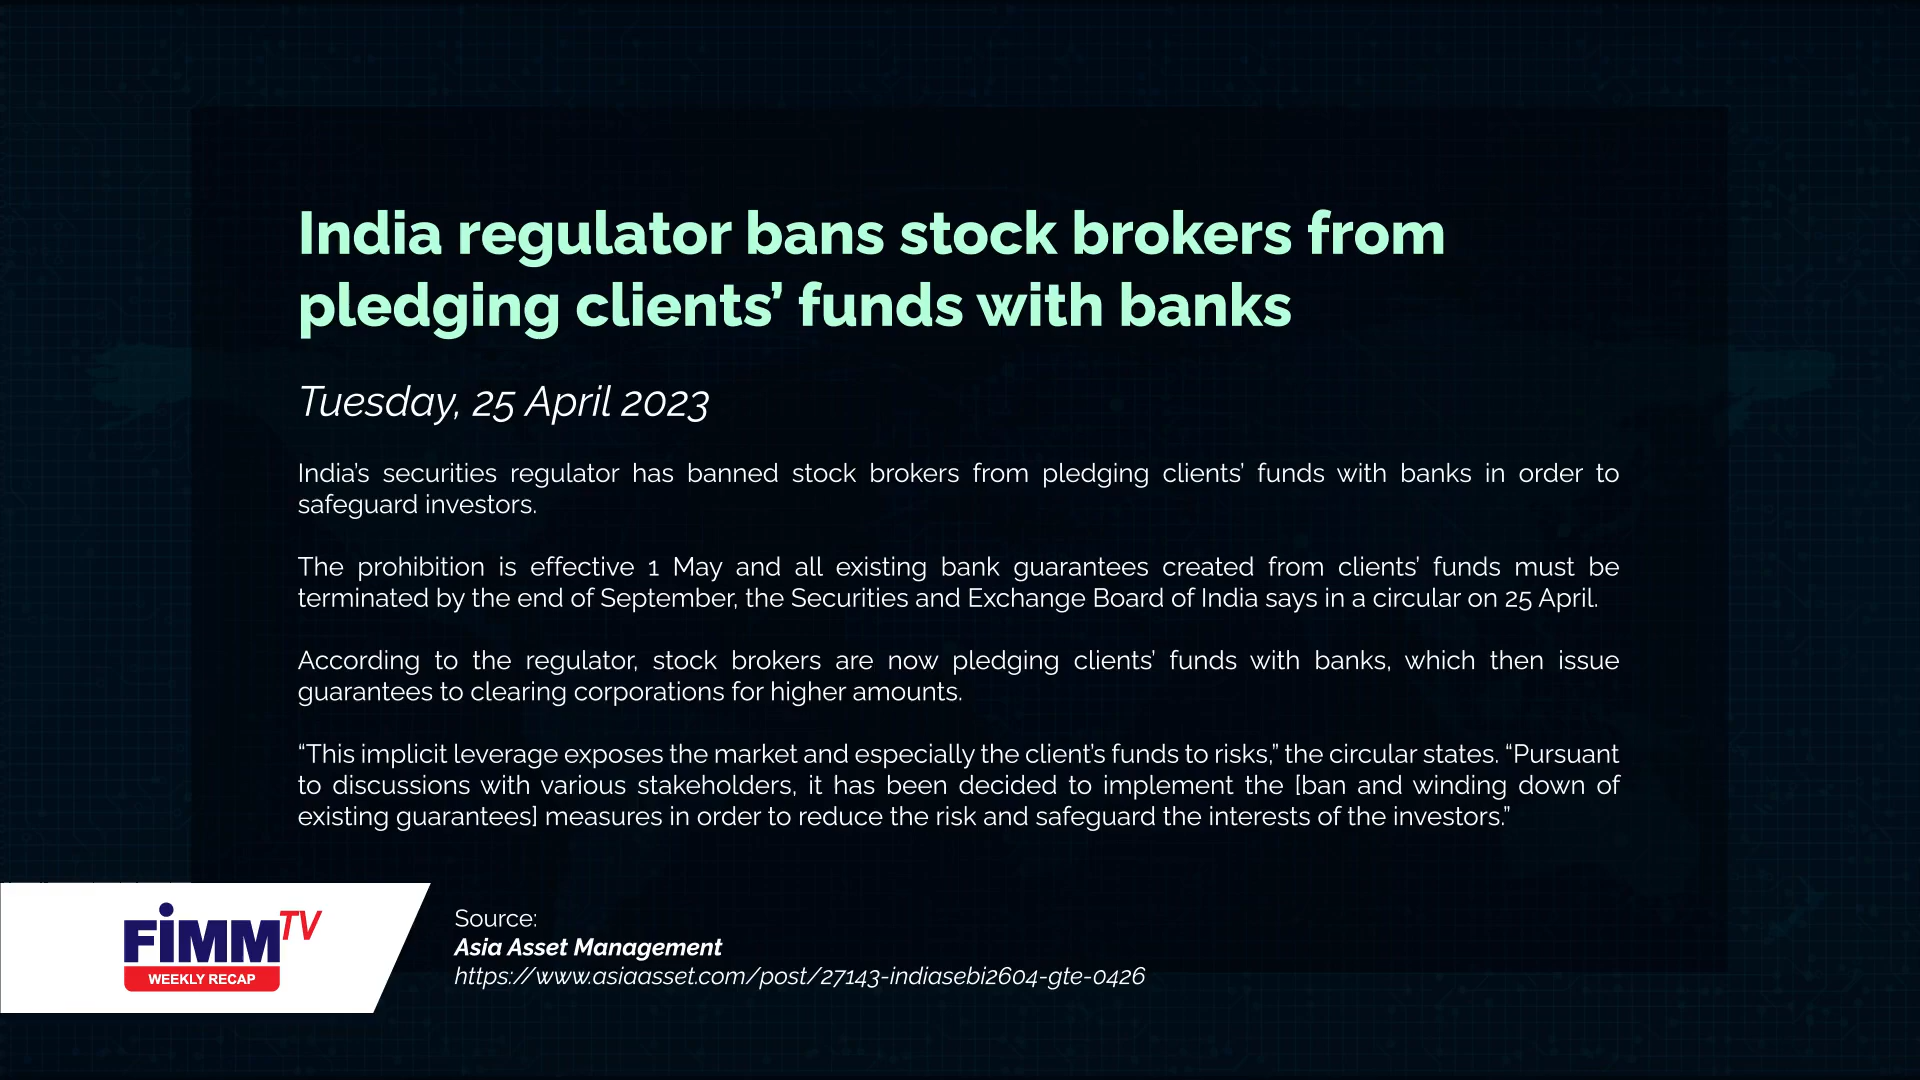 India regulator bans stock brokers from
pledging clients’ funds with banks
Tuesday, 25 April 2023
India’s securities regulator has banned stock brokers from pledging clients’ funds with banks in order to
safeguard investors.
The prohibition is effective 1 May and all existing bank guarantees created from clients’ funds must be
terminated by the end of September, the Securities and Exchange Board of India says in a circular on 25 April.
According to the regulator, stock brokers are now pledging clients’ funds with banks, which then issue
guarantees to clearing corporations for higher amounts.
“This implicit leverage exposes the market and especially the client’s funds to risks,” the circular states. “Pursuant
to discussions with various stakeholders, it has been decided to implement the [ban and winding down of
existing guarantees] measures in order to reduce the risk and safeguard the interests of the investors.”
FiMM TV
WEEKLY RECAP
Source:
Asia Asset Management
https://www.asiaasset.com/post/27143-indiasebi2604-gte-0426